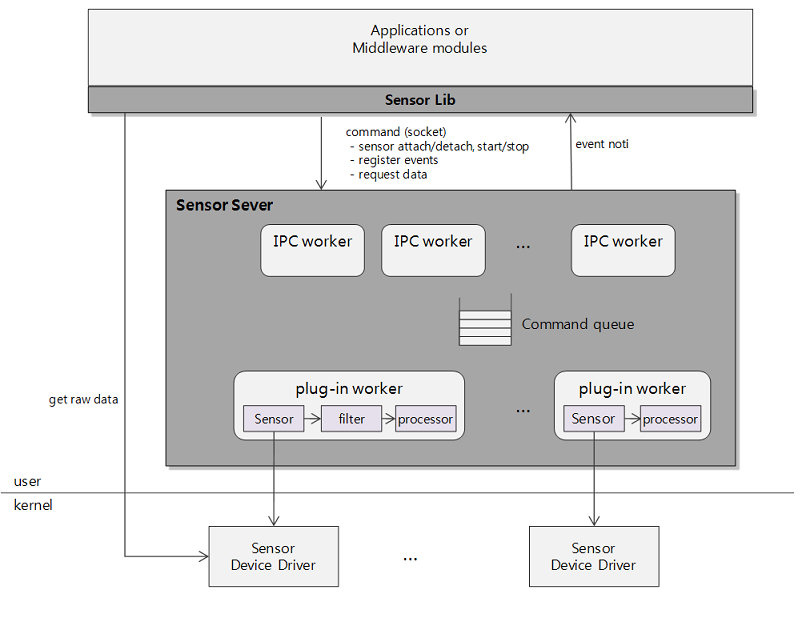 Applications or
Middleware modules
Sensor Lib
command (socket)
- sensor attach/detach, start/stop
- register events
- request data
event noti
Sensor Sever
IPC worker
IPC worker
...
IPC worker
Command queue
plug-in worker
Sensor
filter
processor
...
plug-in worker
Sensor
processor
get raw data
user
kernel
Sensor
Device Driver
...
Sensor
Device Driver